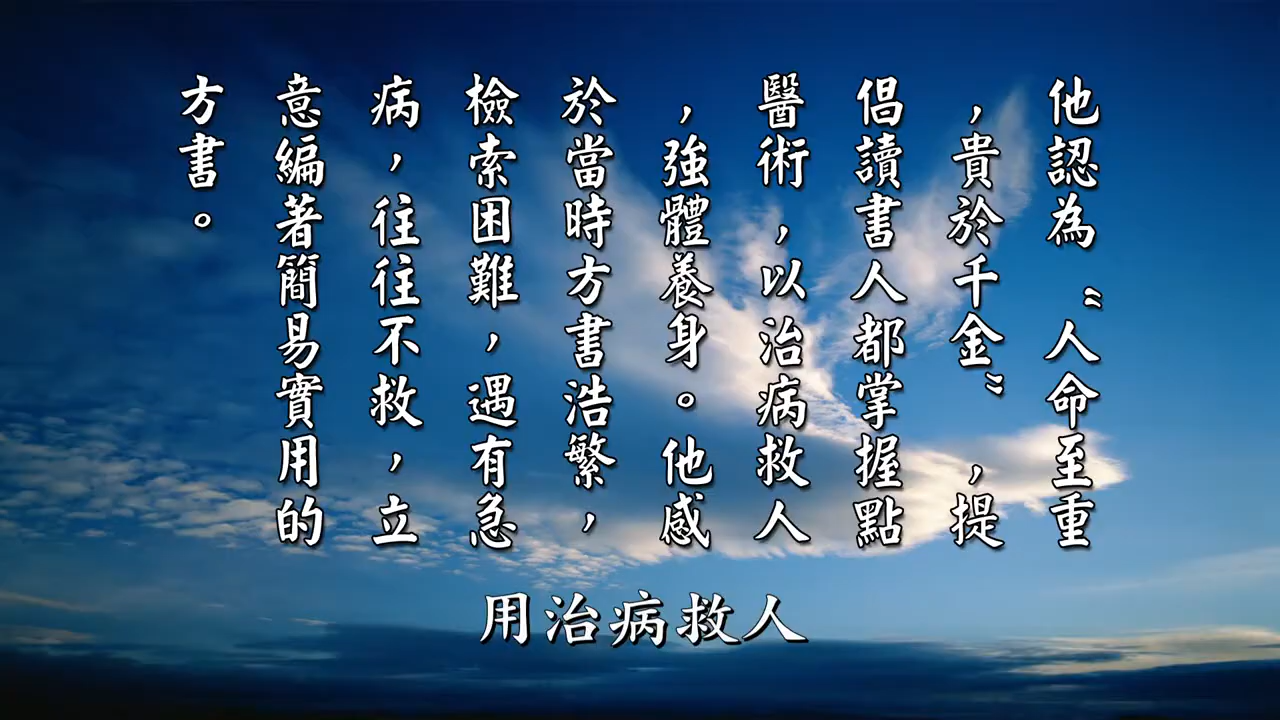 他認為〝人命至重
，貴於千金〞，提
倡讀書人都掌握點
醫術，以治病救人
，強體養身。他感
於當時方書浩繁，
檢索困難，遇有急
病，往往不救，立
意編著簡易實用的
方書。
用治病救人